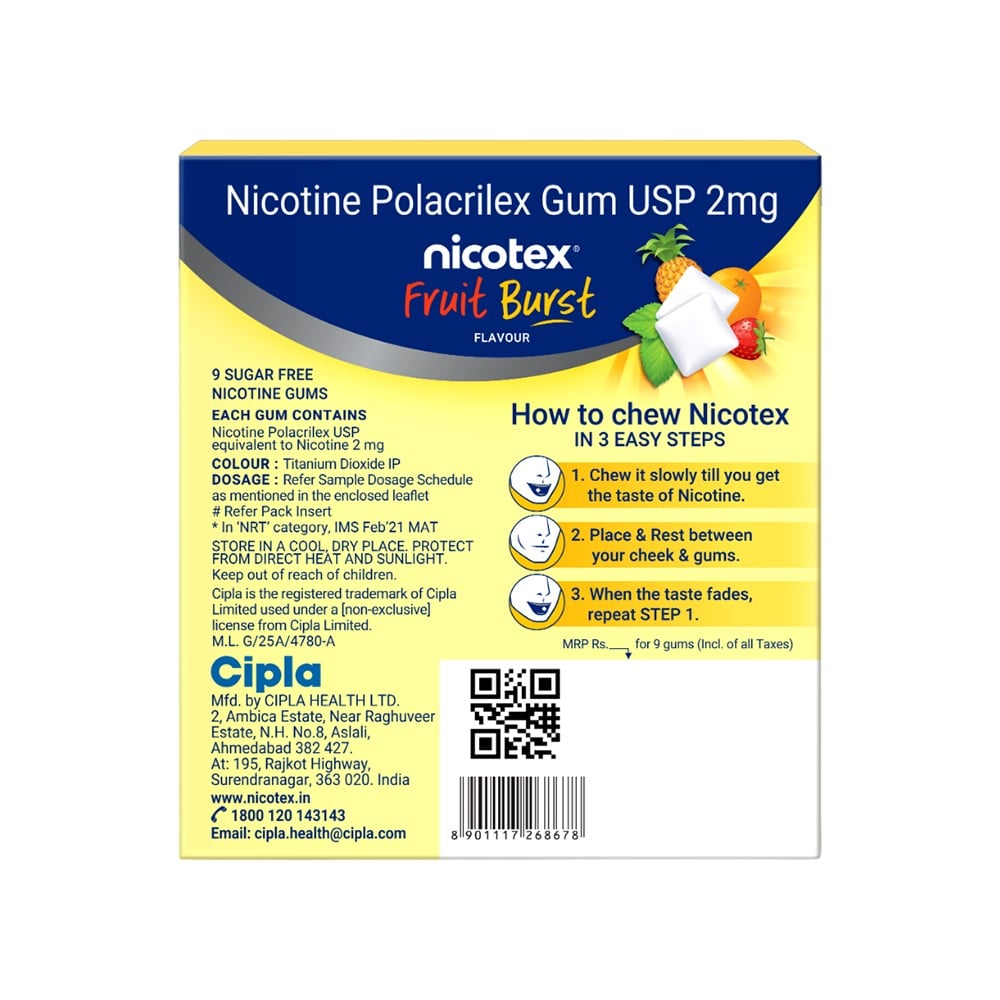 Nicotine Polacrilex Gum USP 2mg
nicotex®
Fruit Burst
FLAVOUR
9 SUGAR FREE
NICOTINE GUMS
EACH GUM CONTAINS
Nicotine Polacrilex USP
equivalent to Nicotine 2 mg
COLOUR : Titanium Dioxide IP
DOSAGE : Refer Sample Dosage Schedule
as mentioned in the enclosed leaflet
# Refer Pack Insert
* In ‘NRT’ category, IMS Feb’21 MAT
STORE IN A COOL, DRY PLACE. PROTECT
FROM DIRECT HEAT AND SUNLIGHT.
Keep out of reach of children.
Cipla is the registered trademark of Cipla
Limited used under a [non-exclusive]
license from Cipla Limited.
M.L. G/25A/4780-A
Cipla
Mfd. by CIPLA HEALTH LTD.
2, Ambica Estate, Near Raghuveer
Estate, N.H. No.8, Aslali,
Ahmedabad 382 427.
At: 195, Rajkot Highway,
Surendranagar, 363 020. India
www.nicotex.in
1800 120 143143
Email: cipla.health@cipla.com
How to chew Nicotex
IN 3 EASY STEPS
1. Chew it slowly till you get
the taste of Nicotine.
2. Place & Rest between
your cheek & gums.
3. When the taste fades,
repeat STEP 1.
MRP Rs.___ for 9 gums (Incl. of all Taxes)
8 901117 268678